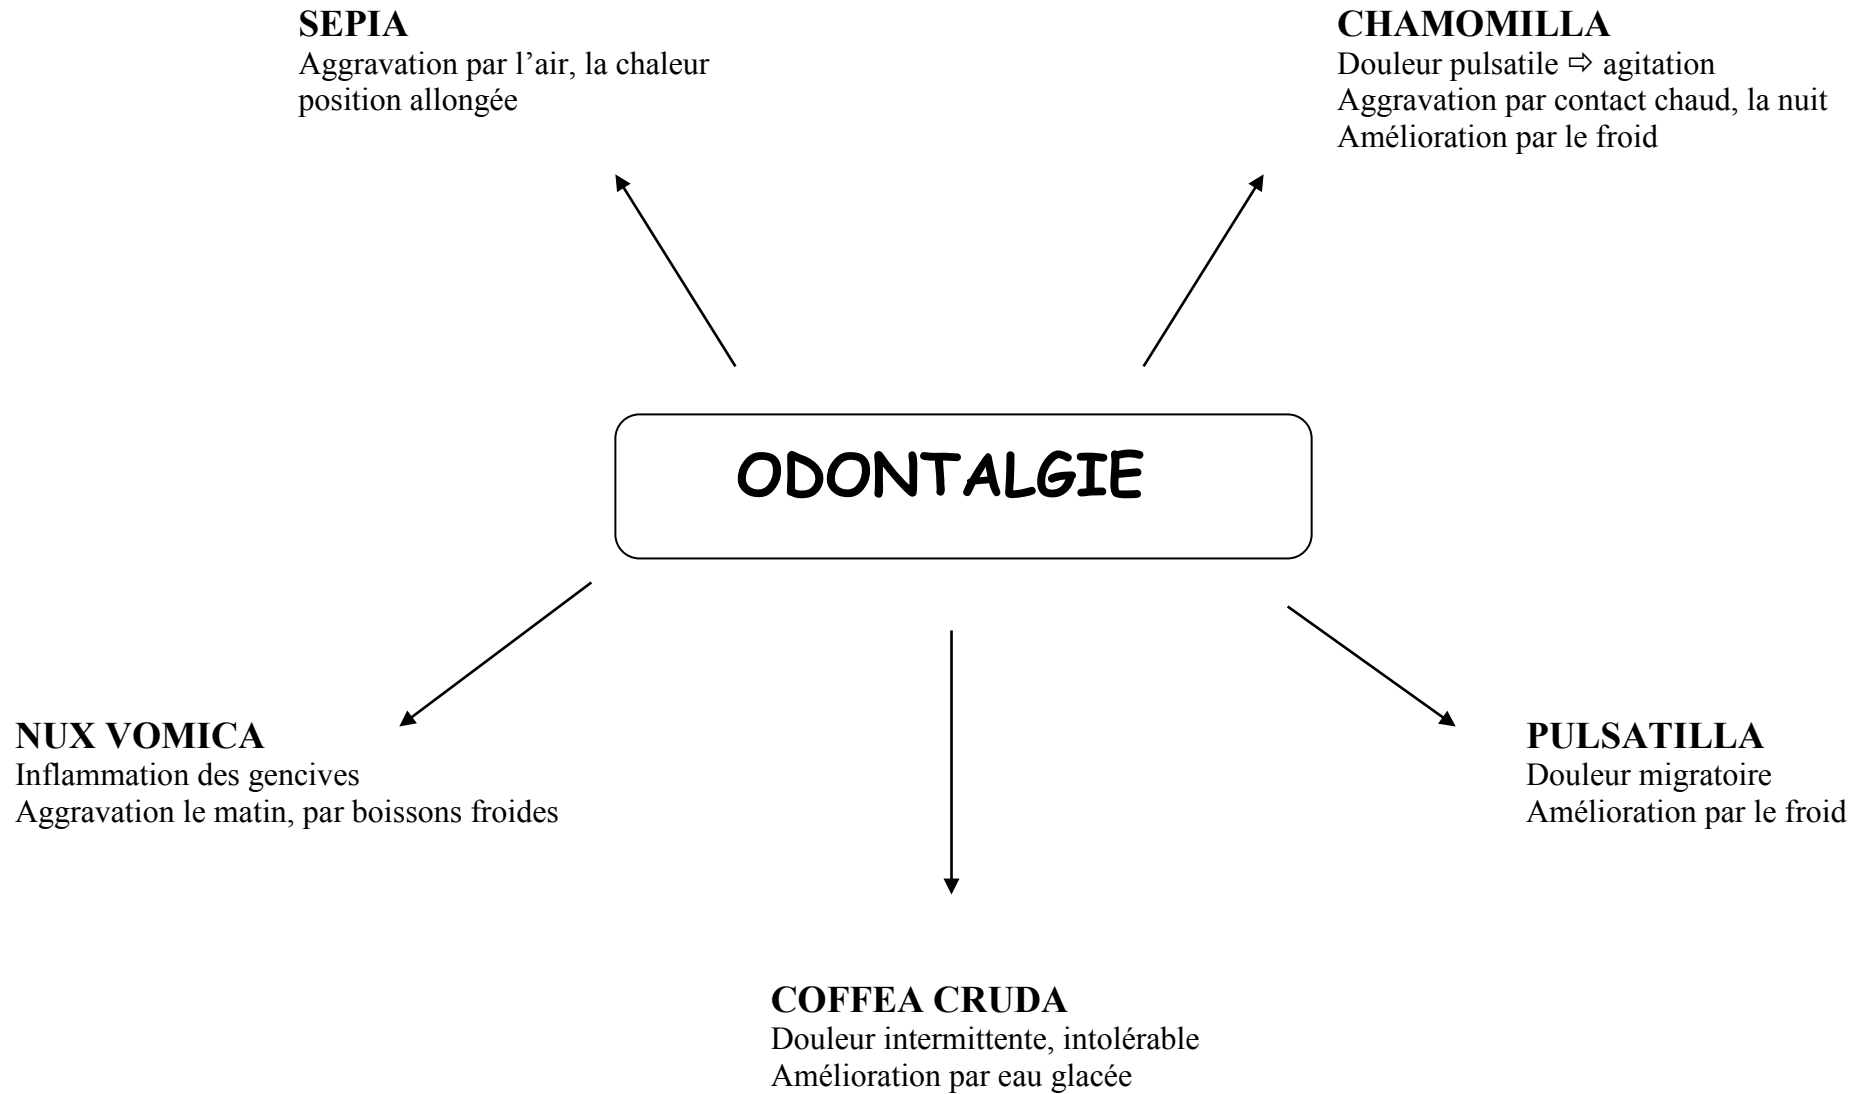 SEPIA
Aggravation par l’air, la chaleur
position allongée
CHAMOMILLA
Douleur pulsatile ⇨ agitation
Aggravation par contact chaud, la nuit
Amélioration par le froid
ODONTALGIE
NUX VOMICA
Inflammation des gencives
Aggravation le matin, par boissons froides
PULSATILLA
Douleur migratoire
Amélioration par le froid
COFFEA CRUDA
Douleur intermittente, intolérable
Amélioration par eau glacée